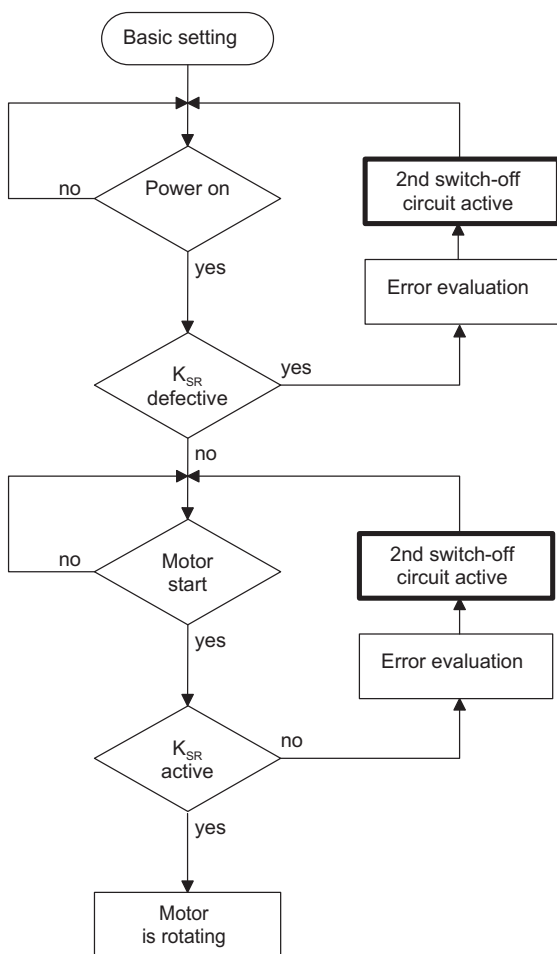 Basic setting
no
Power on
2nd switch-off
circuit active
yes
Error evaluation
K_SR
defective
yes
no
no
Motor
start
2nd switch-off
circuit active
yes
Error evaluation
K_SR
active
no
yes
Motor
is rotating